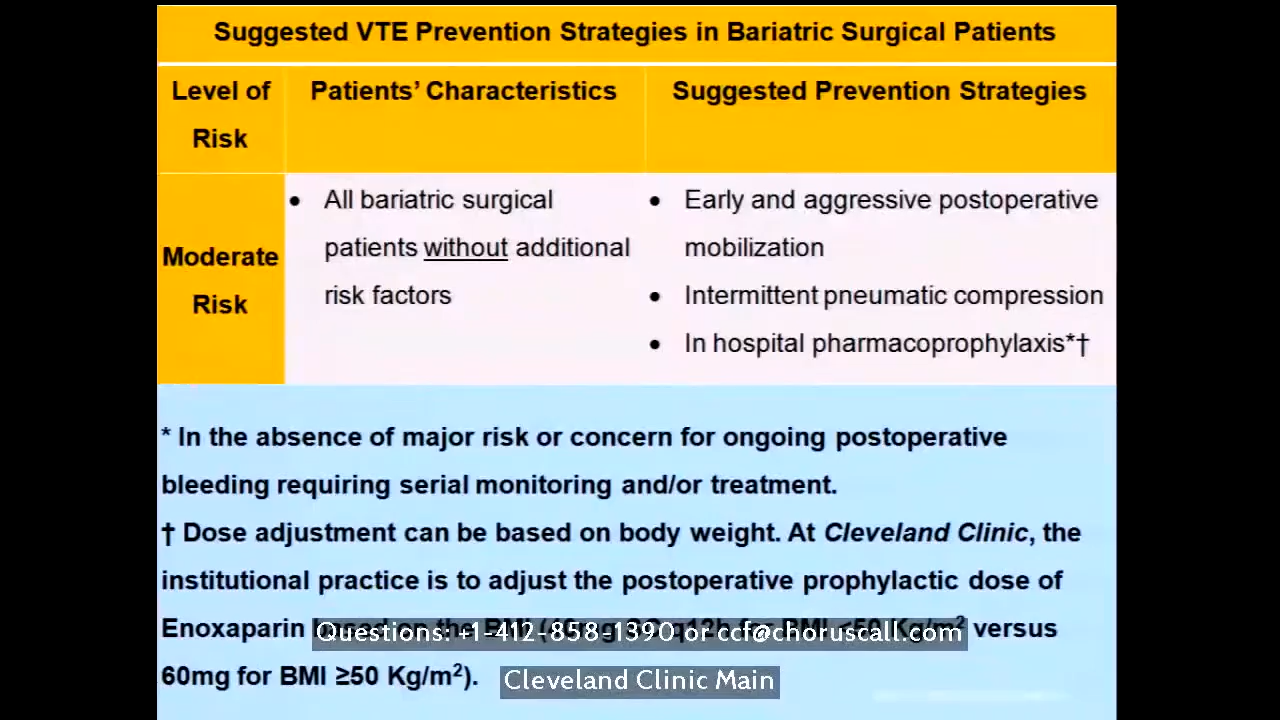 Suggested VTE Prevention Strategies in Bariatric Surgical Patients
Level of
Risk
Patients' Characteristics
Suggested Prevention Strategies
Moderate
Risk
• All bariatric surgical
patients without additional
risk factors
• Early and aggressive postoperative
mobilization
• Intermittent pneumatic compression
• In hospital pharmacoprophylaxis*†
* In the absence of major risk or concern for ongoing postoperative
bleeding requiring serial monitoring and/or treatment.
† Dose adjustment can be based on body weight. At Cleveland Clinic, the
institutional practice is to adjust the postoperative prophylactic dose of
Enoxaparin versus
Questions: +1-412-858-1390 or ccf@choruscall.com
60mg for BMI ≥50 Kg/m²).
Cleveland Clinic Main